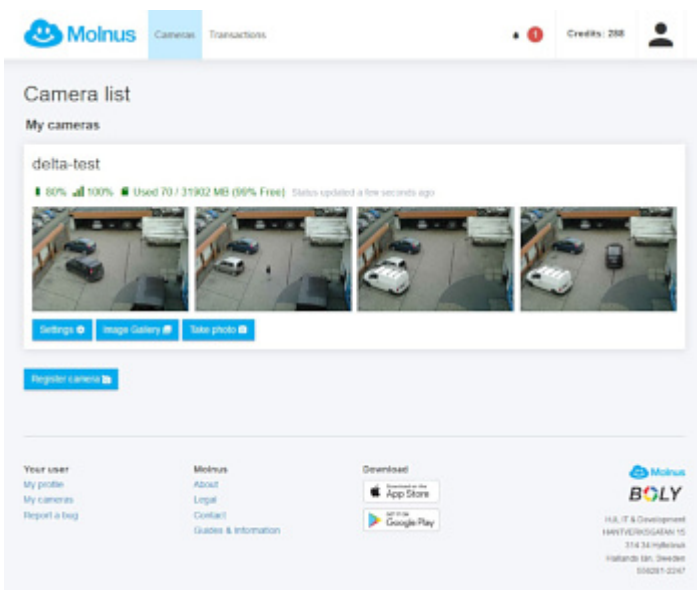 Molnus
Cameras
Transactions
1
Credits: 288
Camera list
My cameras
delta-test
80% 100% Used 70 / 31902 MB (99% Free) Status updated a few seconds ago
Settings
Image Gallery
Take photo
Register camera
Your user
My profile
My cameras
Report a bug
Molnus
About
Legal
Contact
Guides & Information
Download
Download on the
App Store
GET IT ON
Google Play
Molnus
BOLY
HJL IT & Development
HANTVERKSGATAN 15
314 34 Hyltebruk
Hallands län, Sweden